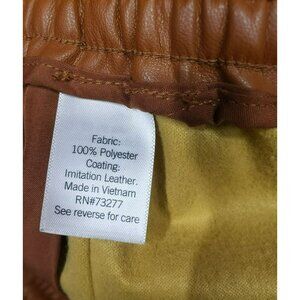 Fabric:
100% Polyester
Coating:
Imitation Leather.
Made in Vietnam
RN#73277
See reverse for care